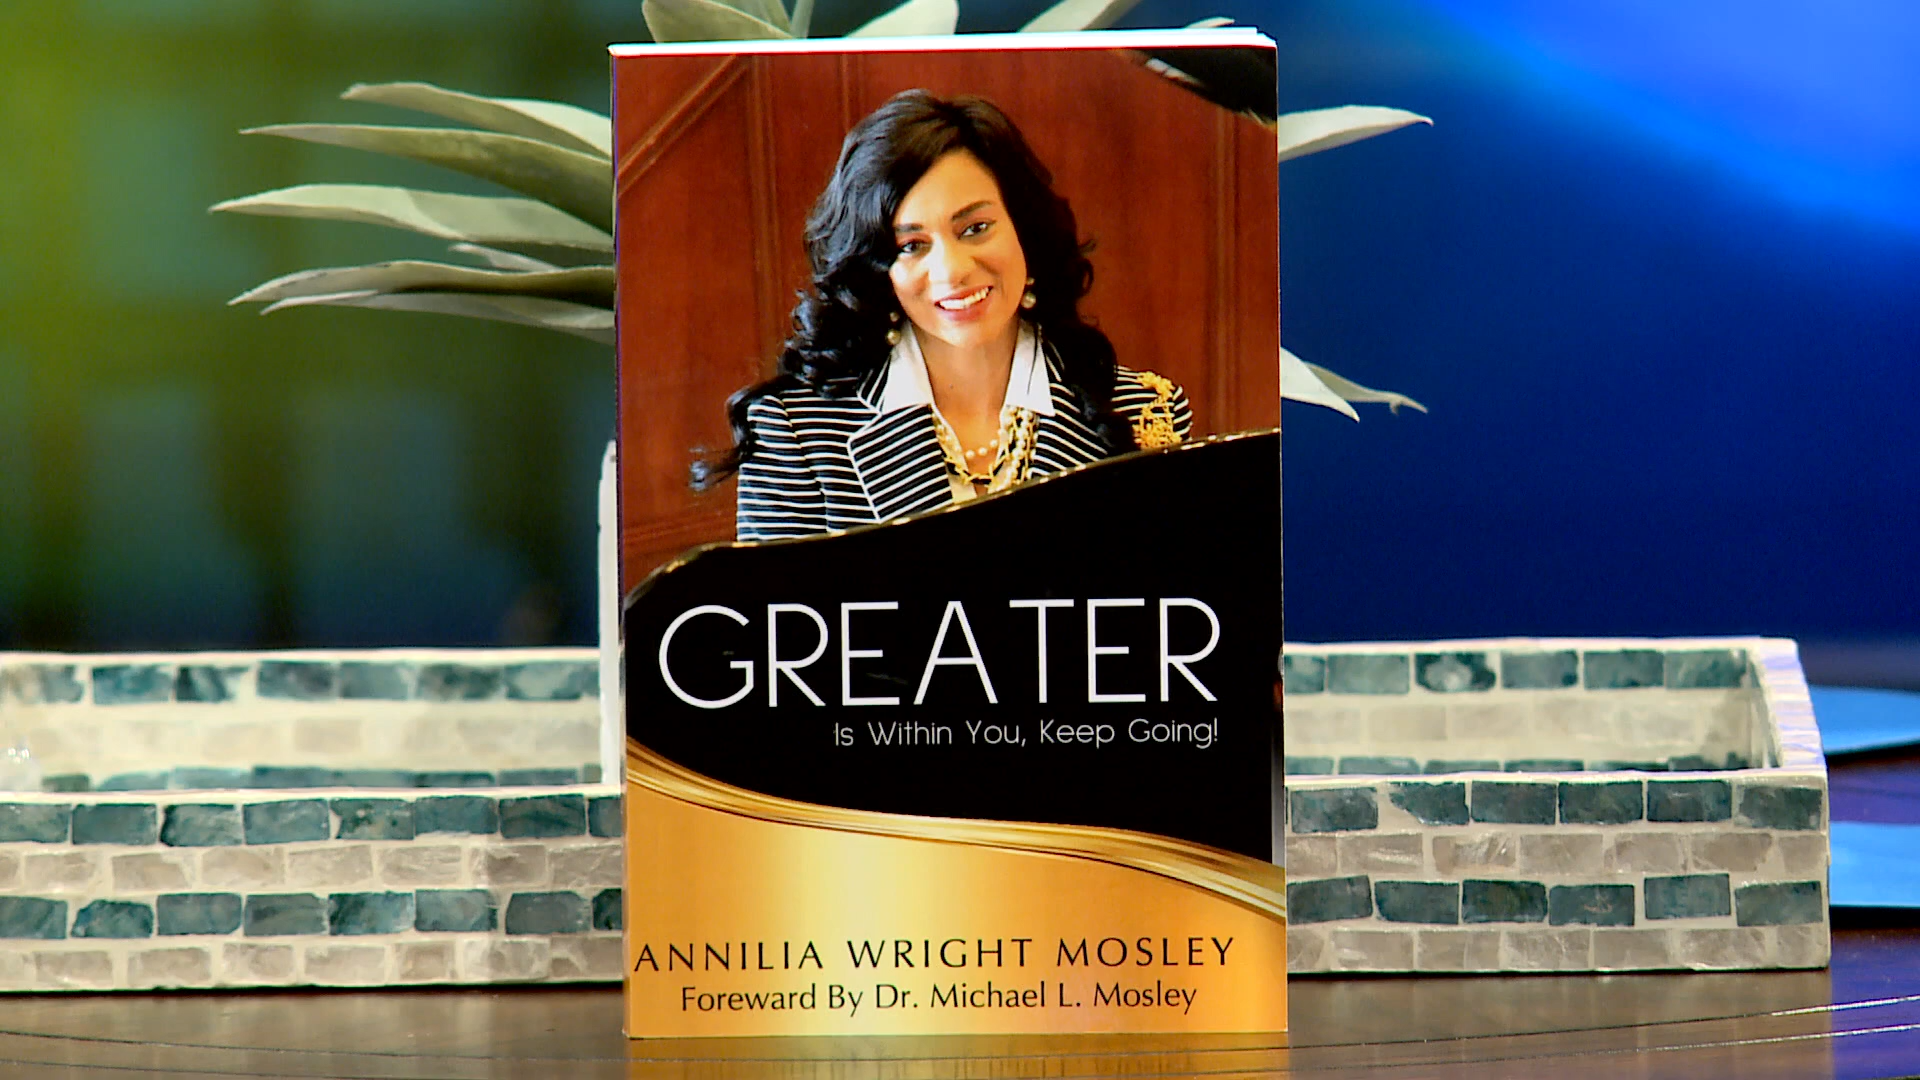 GREATER
Is Within You, Keep Going!
ANNILIA WRIGHT MOSLEY
Foreward By Dr. Michael L. Mosley